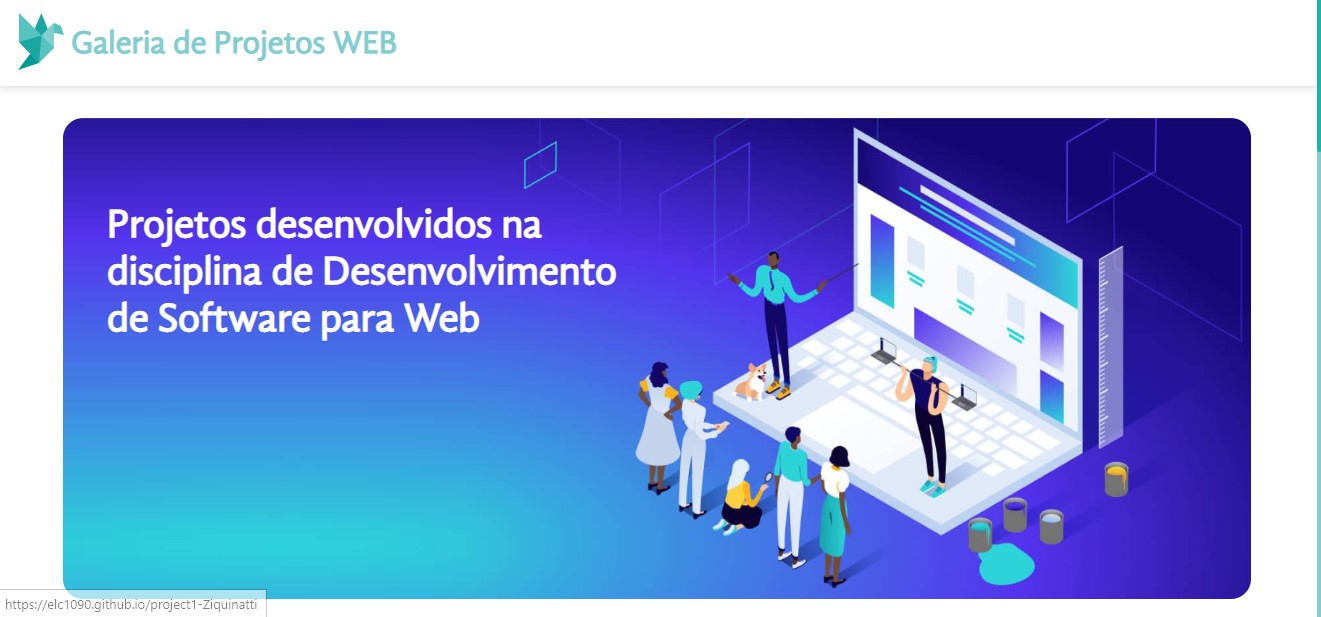 Galeria de Projetos WEB
Projetos desenvolvidos na
disciplina de Desenvolvimento
de Software para Web
https://elc1090.github.io/project1-Ziquinatti